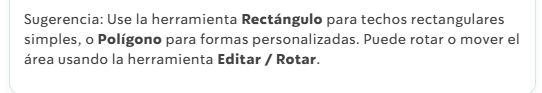 Sugerencia: Use la herramienta Rectángulo para techos rectangulares
simples, o Polígono para formas personalizadas. Puede rotar o mover el
área usando la herramienta Editar / Rotar.